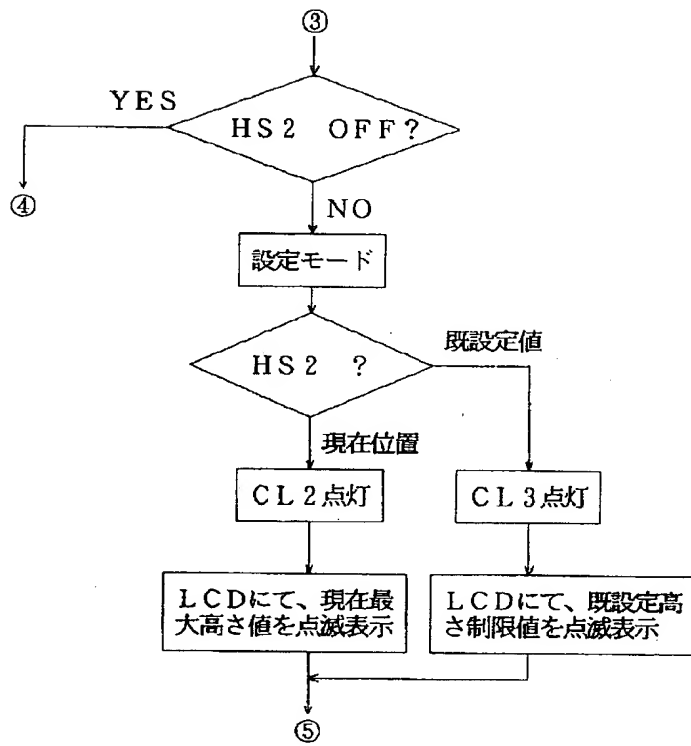 ③
YES
HS2 OFF?
④
NO
設定モード
HS2 ?
既設定値
現在位置
CL2点灯
CL3点灯
LCDにて、現在最
大高さ値を点滅表示
LCDにて、既設定高
さ制限値を点滅表示
⑤